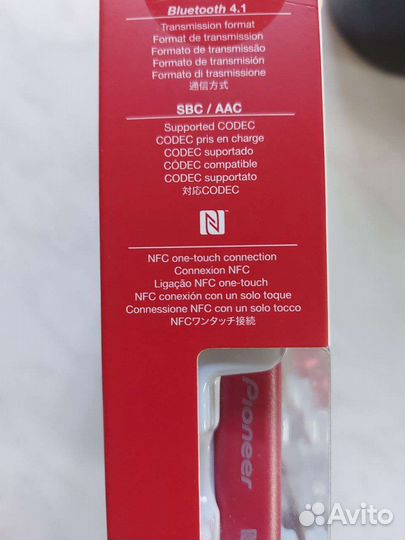 Bluetooth 4.1
Transmission format
Format de transmission
Formato de transmissão
Formato de transmisión
Formato di trasmissione
通信方式
SBC / AAC
Supported CODEC
CODEC pris en charge
CODEC suportado
CÓDEC compatible
CODEC supportato
対応CODEC
N
NFC one-touch connection
Connexion NFC
Ligação NFC one-touch
NFC conexión con un solo toque
Connessione NFC con un solo tocco
NFCワンタッチ接続
Pioneer
Avito